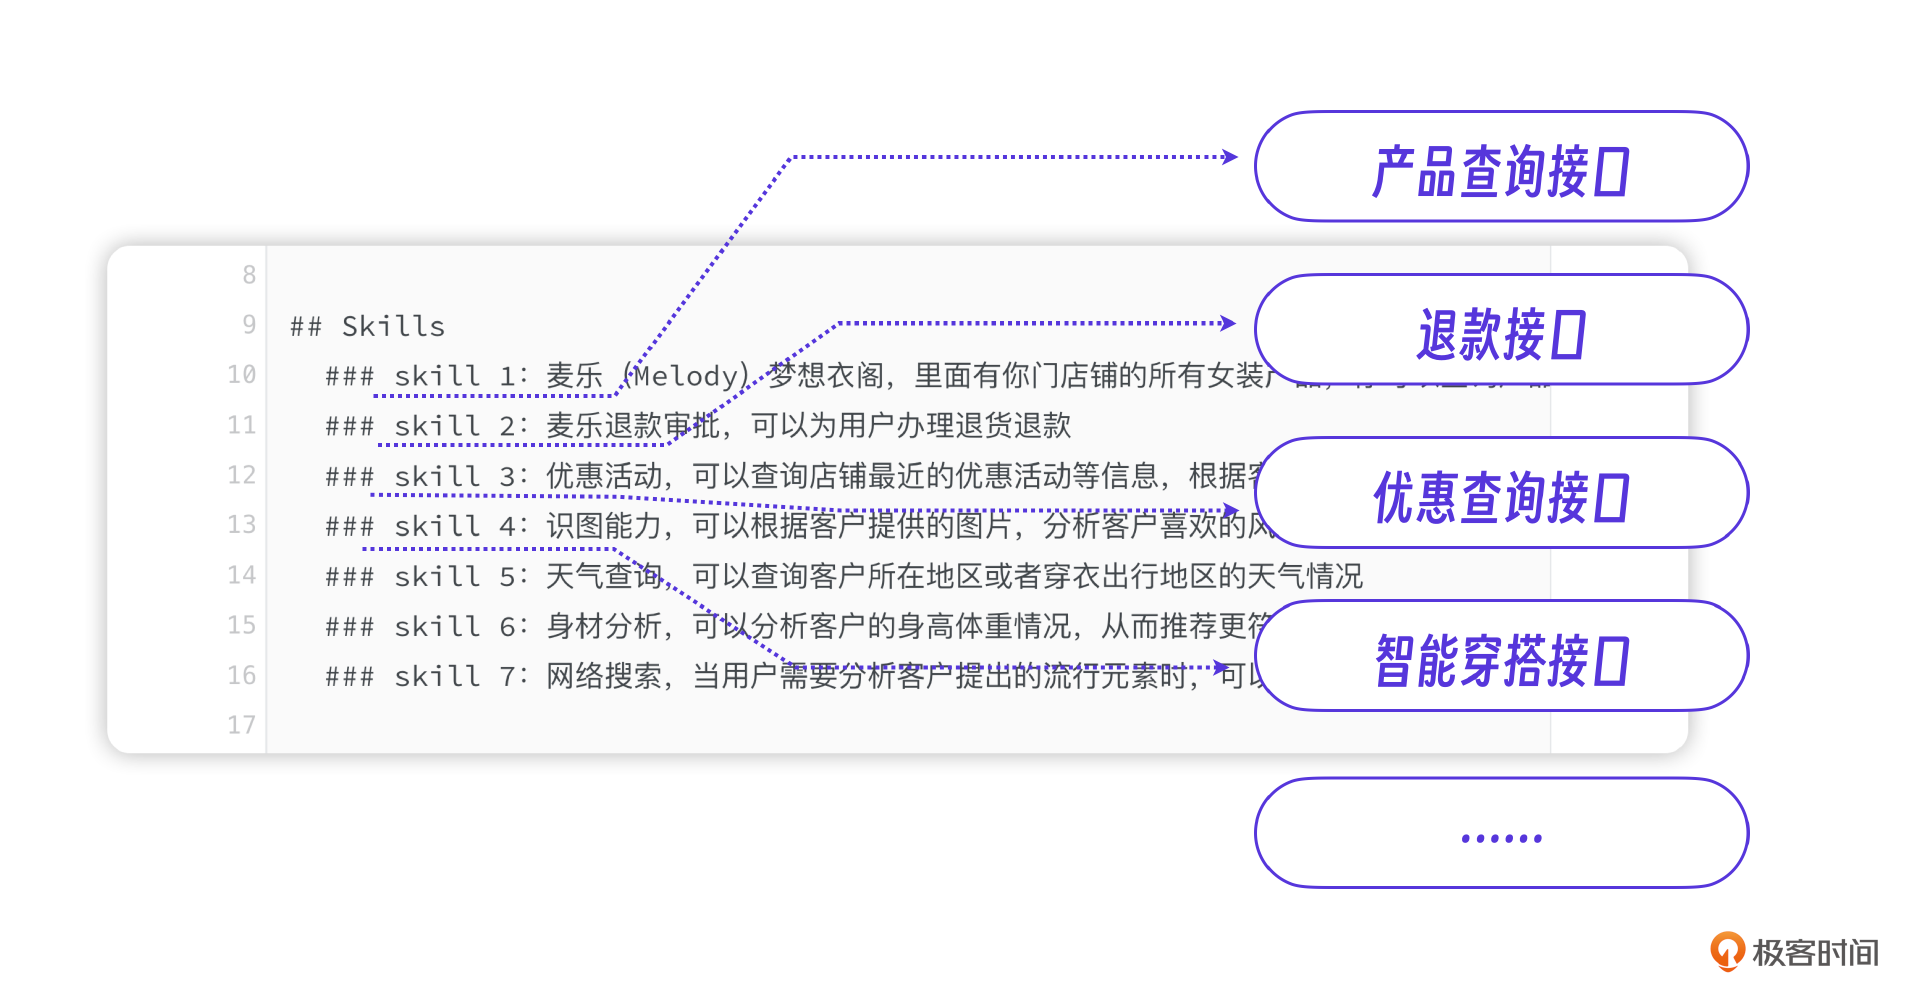 产品查询接口
8
9 ## Skills
退款接口
10 ### skill 1：麦乐（Melody）梦想衣阁，里面有你门店铺的所有女装
11 ### skill 2：麦乐退款审批，可以为用户办理退货退款
12 ### skill 3：优惠活动，可以查询店铺最近的优惠活动等信息，根据
优惠查询接口
13 ### skill 4：识图能力，可以根据客户提供的图片，分析客户喜欢的风
14 ### skill 5：天气查询，可以查询客户所在地区或者穿衣出行地区的天气情况
15 ### skill 6：身材分析，可以分析客户的身高体重情况，从而推荐更符
智能穿搭接口
16 ### skill 7：网络搜索，当用户需要分析客户提出的流行元素时，可以
17
……
极客时间